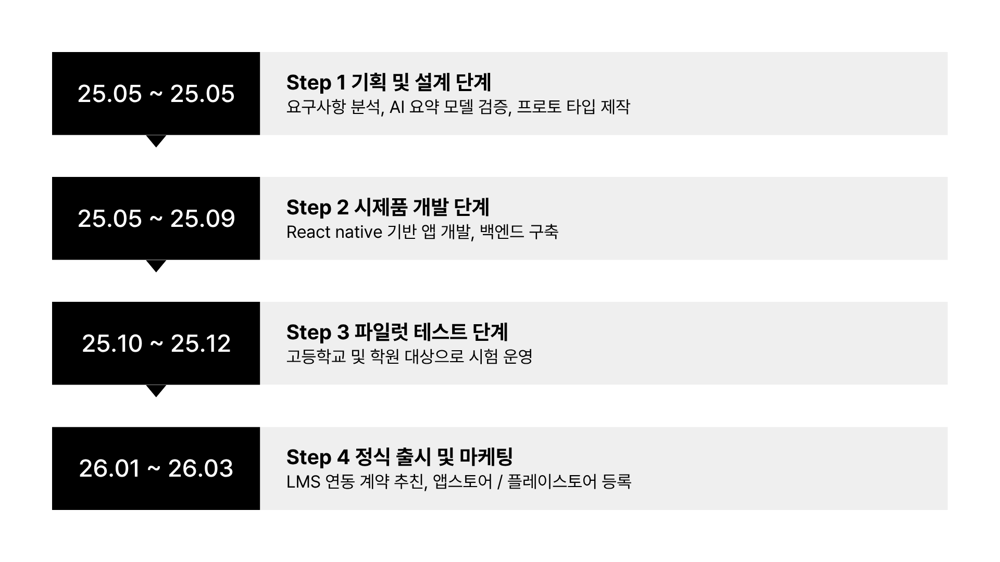 25.05 ~ 25.05
Step 1 기획 및 설계 단계
요구사항 분석, AI 요약 모델 검증, 프로토 타입 제작
25.05 ~ 25.09
Step 2 시제품 개발 단계
React native 기반 앱 개발, 백엔드 구축
25.10 ~ 25.12
Step 3 파일럿 테스트 단계
고등학교 및 학원 대상으로 시험 운영
26.01 ~ 26.03
Step 4 정식 출시 및 마케팅
LMS 연동 계약 추친, 앱스토어 / 플레이스토어 등록